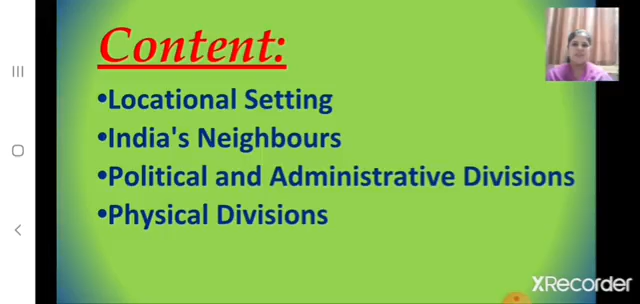 Content:
•Locational Setting
•India's Neighbours
•Political and Administrative Divisions
•Physical Divisions
XRecorder